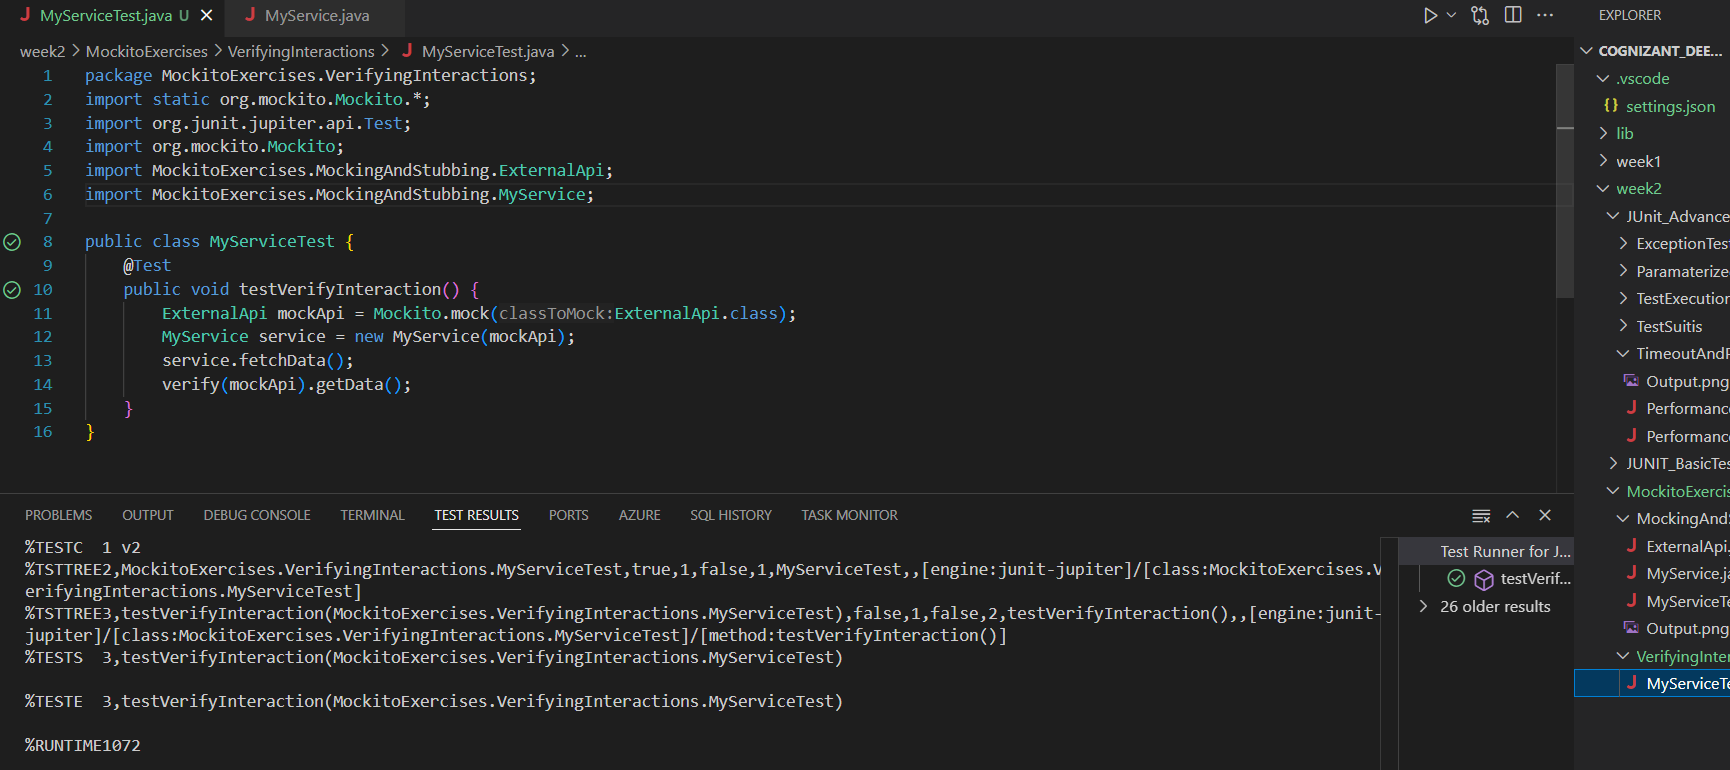 MyServiceTest.java U
MyService.java
week2 > MockitoExercises > VerifyingInteractions > MyServiceTest.java > ...
1 package MockitoExercises.VerifyingInteractions;
2 import static org.mockito.Mockito.*;
3 import org.junit.jupiter.api.Test;
4 import org.mockito.Mockito;
5 import MockitoExercises.MockingAndStubbing.ExternalApi;
6 import MockitoExercises.MockingAndStubbing.MyService;
7
8 public class MyServiceTest {
9 @Test
10 public void testVerifyInteraction() {
11 ExternalApi mockApi = Mockito.mock(classToMock:ExternalApi.class);
12 MyService service = new MyService(mockApi);
13 service.fetchData();
14 verify(mockApi).getData();
15 }
16 }
PROBLEMS OUTPUT DEBUG CONSOLE TERMINAL TEST RESULTS PORTS AZURE SQL HISTORY TASK MONITOR
%TESTC 1 v2
%TSTTREE2,MockitoExercises.VerifyingInteractions.MyServiceTest,true,1,false,1,MyServiceTest,,[engine:junit-jupiter]/[class:MockitoExercises.V
erifyingInteractions.MyServiceTest]
%TSTTREE3,testVerifyInteraction(MockitoExercises.VerifyingInteractions.MyServiceTest),false,1,false,2,testVerifyInteraction(),,[engine:junit-
jupiter]/[class:MockitoExercises.VerifyingInteractions.MyServiceTest]/[method:testVerifyInteraction()]
%TESTS 3,testVerifyInteraction(MockitoExercises.VerifyingInteractions.MyServiceTest)
%TESTE 3,testVerifyInteraction(MockitoExercises.VerifyingInteractions.MyServiceTest)
%RUNTIME1072
Test Runner for J...
testVerif...
26 older results
EXPLORER
COGNIZANT_DEE...
.vscode
{} settings.json
lib
week1
week2
JUnit_Advance
ExceptionTes
Paramaterize
TestExecution
TestSuitis
TimeoutAndP
Output.png
Performanc
Performanc
JUNIT_BasicTes
MockitoExercis
MockingAndS
ExternalApi.
MyService.ja
MyServiceTe
Output.png
VerifyingInter
MyServiceTe